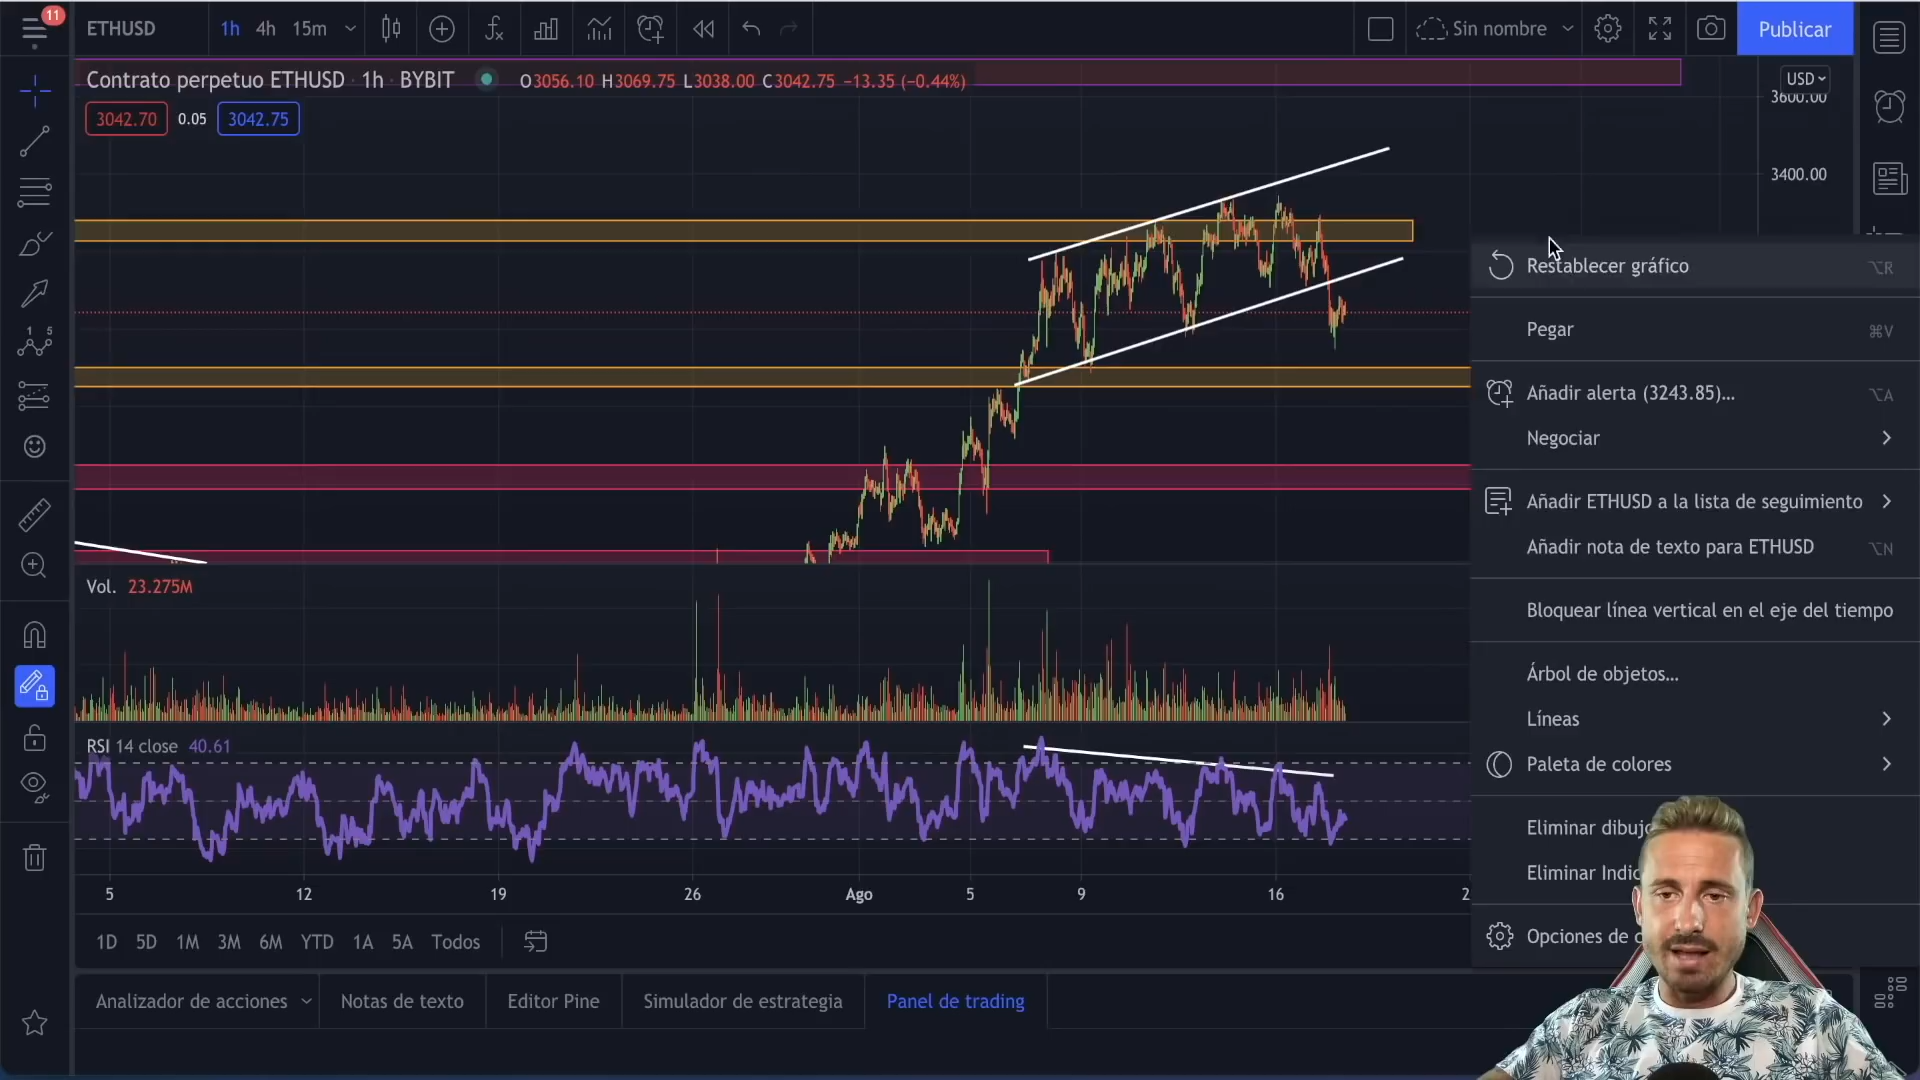 11
ETHUSD
1h 4h 15m
Sin nombre
Publicar
Contrato perpetuo ETHUSD · 1h · BYBIT
O3056.10 H3069.75 L3038.00 C3042.75 −13.35 (−0.44%)
USD
3600.00
3042.70 0.05 3042.75
3400.00
Restablecer gráfico ⌥R
Pegar ⌘V
Añadir alerta (3243.85)... ⌥A
Negociar
Añadir ETHUSD a la lista de seguimiento
Añadir nota de texto para ETHUSD ⌥N
Bloquear línea vertical en el eje del tiempo
Árbol de objetos...
Líneas
Paleta de colores
Eliminar
Eliminar
Opciones de
1 5
Vol. 23.275M
RSI 14 close 40.61
5 12 19 26 Ago 5 9 16
1D 5D 1M 3M 6M YTD 1A 5A Todos
Analizador de acciones Notas de texto Editor Pine Simulador de estrategia Panel de trading